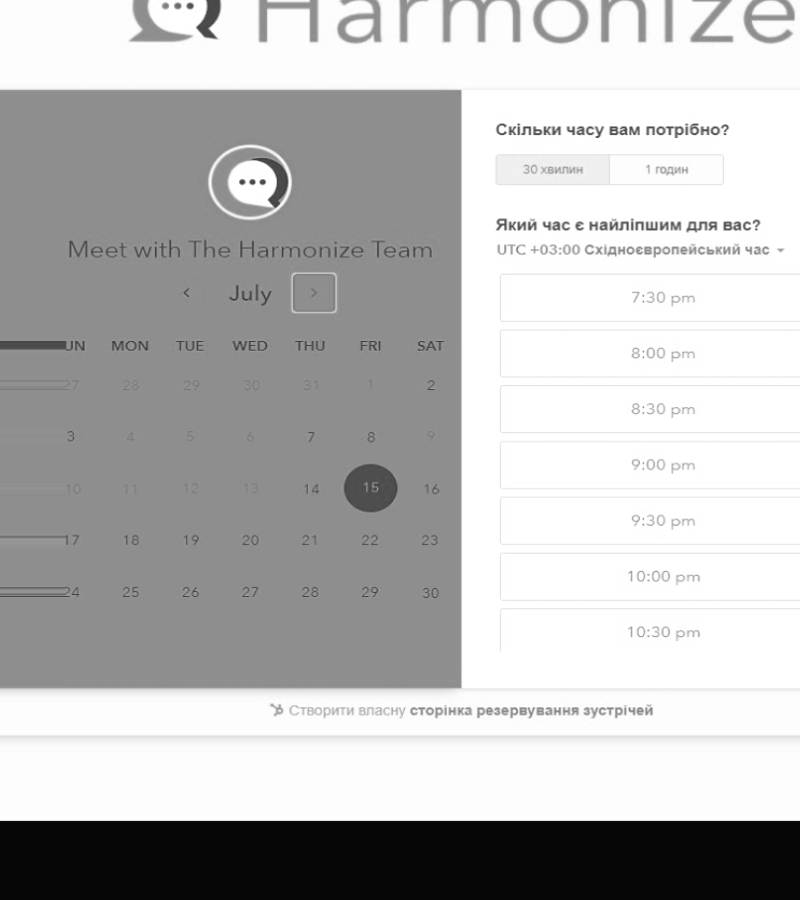 Harmonize
Meet with The Harmonize Team
< July >
UN MON TUE WED THU FRI SAT
27 28 29 30 31 1 2
3 4 5 6 7 8 9
10 11 12 13 14 15 16
17 18 19 20 21 22 23
24 25 26 27 28 29 30
Скільки часу вам потрібно?
30 хвилин 1 годин
Який час є найліпшим для вас?
UTC +03:00 Східноєвропейський час
7:30 pm
8:00 pm
8:30 pm
9:00 pm
9:30 pm
10:00 pm
10:30 pm
Створити власну сторінка резервування зустрічей